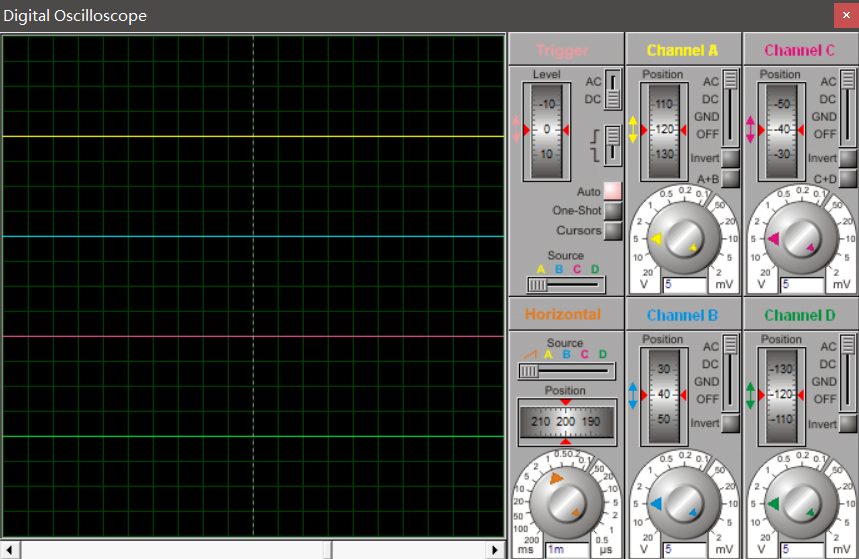 Digital Oscilloscope
Trigger
Level
-10
0
10
AC
DC
Auto
One-Shot
Cursors
Source
A B C D
Channel A
Position
110
120
130
AC
DC
GND
OFF
Invert
A+B
20 10 5 2 1 0.5 0.2 0.1 50 20 10 5 2
V 5 mV
Channel C
Position
-50
-40
-30
AC
DC
GND
OFF
Invert
C+D
20 10 5 2 1 0.5 0.2 0.1 50 20 10 5 2
V 5 mV
Horizontal
Source
A B C D
Position
210 200 190
200 100 50 20 10 5 2 1 0.5 0.2 0.1 50 20 10 5 2 1 0.5
ms 1m µs
Channel B
Position
30
40
50
AC
DC
GND
OFF
Invert
20 10 5 2 1 0.5 0.2 0.1 50 20 10 5 2
V 5 mV
Channel D
Position
-130
-120
-110
AC
DC
GND
OFF
Invert
20 10 5 2 1 0.5 0.2 0.1 50 20 10 5 2
V 5 mV